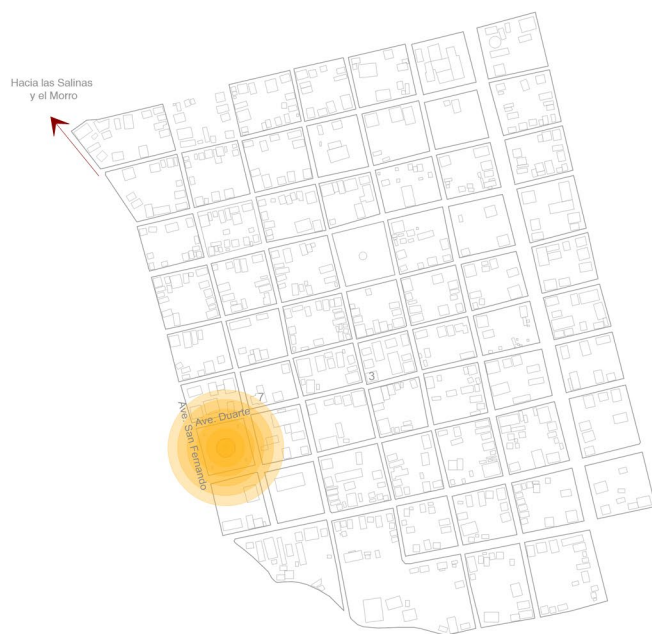 Hacia las Salinas
y el Morro
3
7
Ave. Duarte
Ave. San Fernando